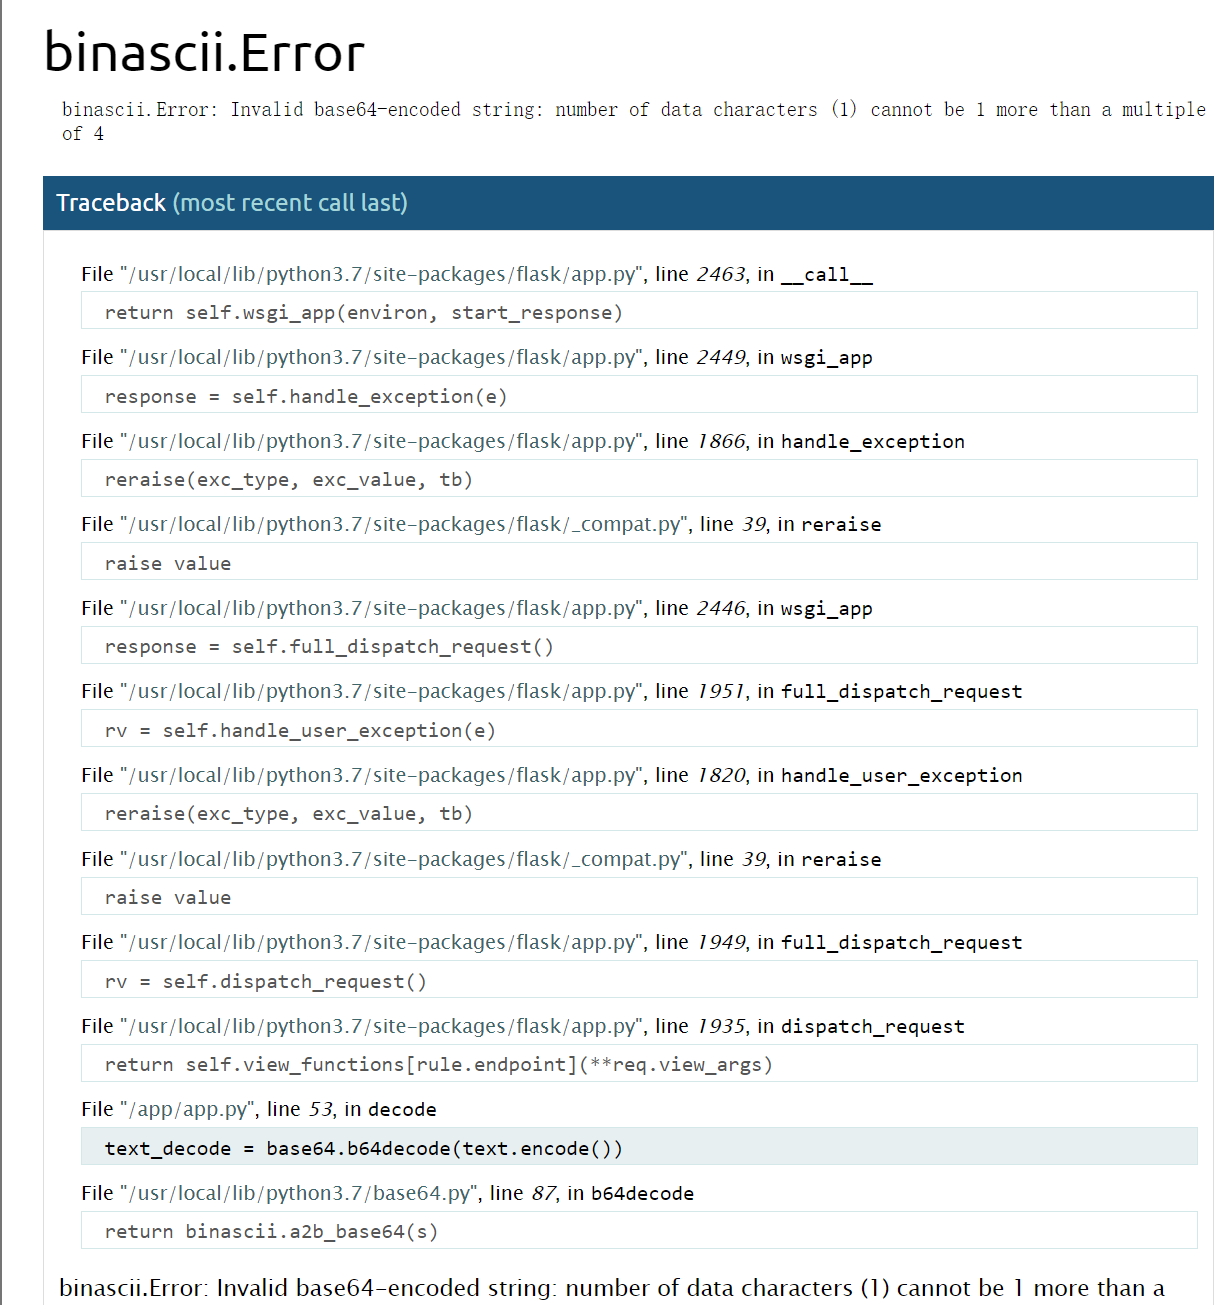 binascii.Error
binascii.Error: Invalid base64-encoded string: number of data characters (1) cannot be 1 more than a multiple
of 4
Traceback (most recent call last)
File "/usr/local/lib/python3.7/site-packages/flask/app.py", line 2463, in __call__
return self.wsgi_app(environ, start_response)
File "/usr/local/lib/python3.7/site-packages/flask/app.py", line 2449, in wsgi_app
response = self.handle_exception(e)
File "/usr/local/lib/python3.7/site-packages/flask/app.py", line 1866, in handle_exception
reraise(exc_type, exc_value, tb)
File "/usr/local/lib/python3.7/site-packages/flask/_compat.py", line 39, in reraise
raise value
File "/usr/local/lib/python3.7/site-packages/flask/app.py", line 2446, in wsgi_app
response = self.full_dispatch_request()
File "/usr/local/lib/python3.7/site-packages/flask/app.py", line 1951, in full_dispatch_request
rv = self.handle_user_exception(e)
File "/usr/local/lib/python3.7/site-packages/flask/app.py", line 1820, in handle_user_exception
reraise(exc_type, exc_value, tb)
File "/usr/local/lib/python3.7/site-packages/flask/_compat.py", line 39, in reraise
raise value
File "/usr/local/lib/python3.7/site-packages/flask/app.py", line 1949, in full_dispatch_request
rv = self.dispatch_request()
File "/usr/local/lib/python3.7/site-packages/flask/app.py", line 1935, in dispatch_request
return self.view_functions[rule.endpoint](**req.view_args)
File "/app/app.py", line 53, in decode
text_decode = base64.b64decode(text.encode())
File "/usr/local/lib/python3.7/base64.py", line 87, in b64decode
return binascii.a2b_base64(s)
binascii.Error: Invalid base64-encoded string: number of data characters (1) cannot be 1 more than a